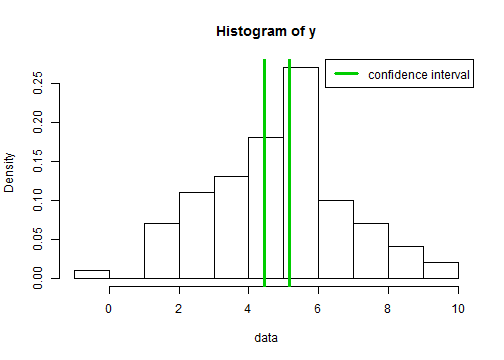 Histogram of y
confidence interval
Density
0.00 0.05 0.10 0.15 0.20 0.25
0 2 4 6 8 10
data